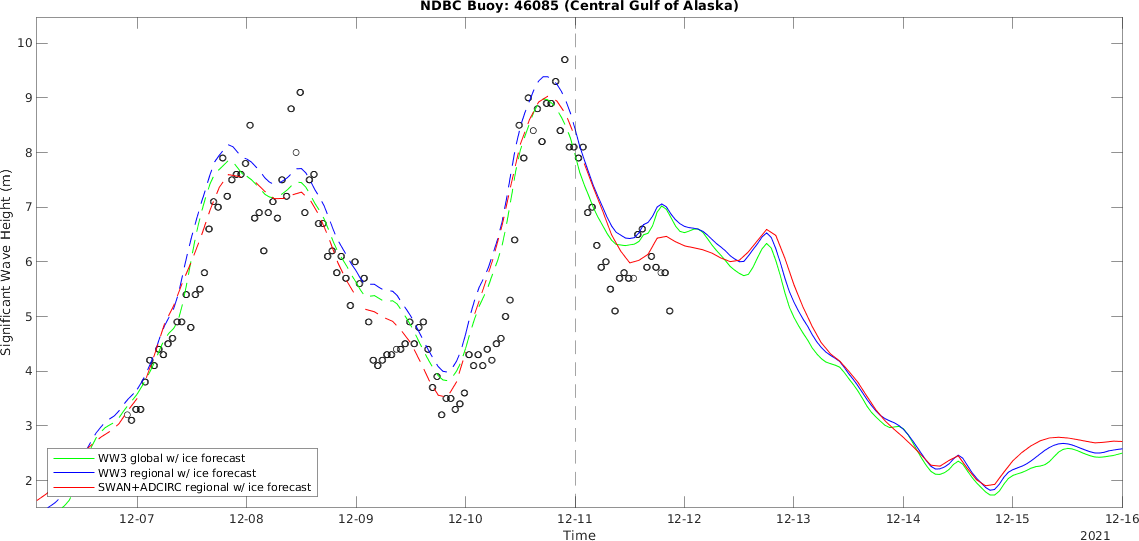 NDBC Buoy: 46085 (Central Gulf of Alaska)
10
9
8
7
6
5
4
3
2
Significant Wave Height (m)
WW3 global w/ ice forecast
WW3 regional w/ ice forecast
SWAN+ADCIRC regional w/ ice forecast
12-07 12-08 12-09 12-10 12-11 12-12 12-13 12-14 12-15 12-16
Time
2021